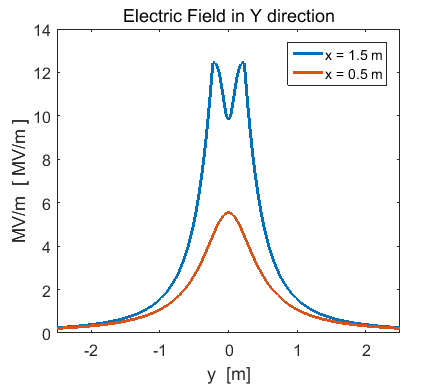 Electric Field in Y direction
14
12
10
8
6
4
2
0
MV/m [ MV/m ]
x = 1.5 m
x = 0.5 m
-2
-1
0
1
2
y [m]